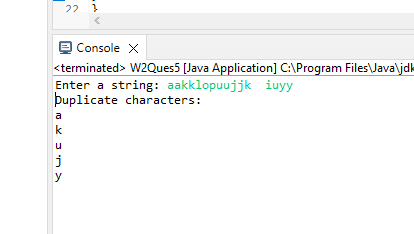 22
}
Console
<terminated> W2Ques5 [Java Application] C:\Program Files\Java\jdk
Enter a string: aakklopuujjk  iuyy
Duplicate characters:
a
k
u
j
y